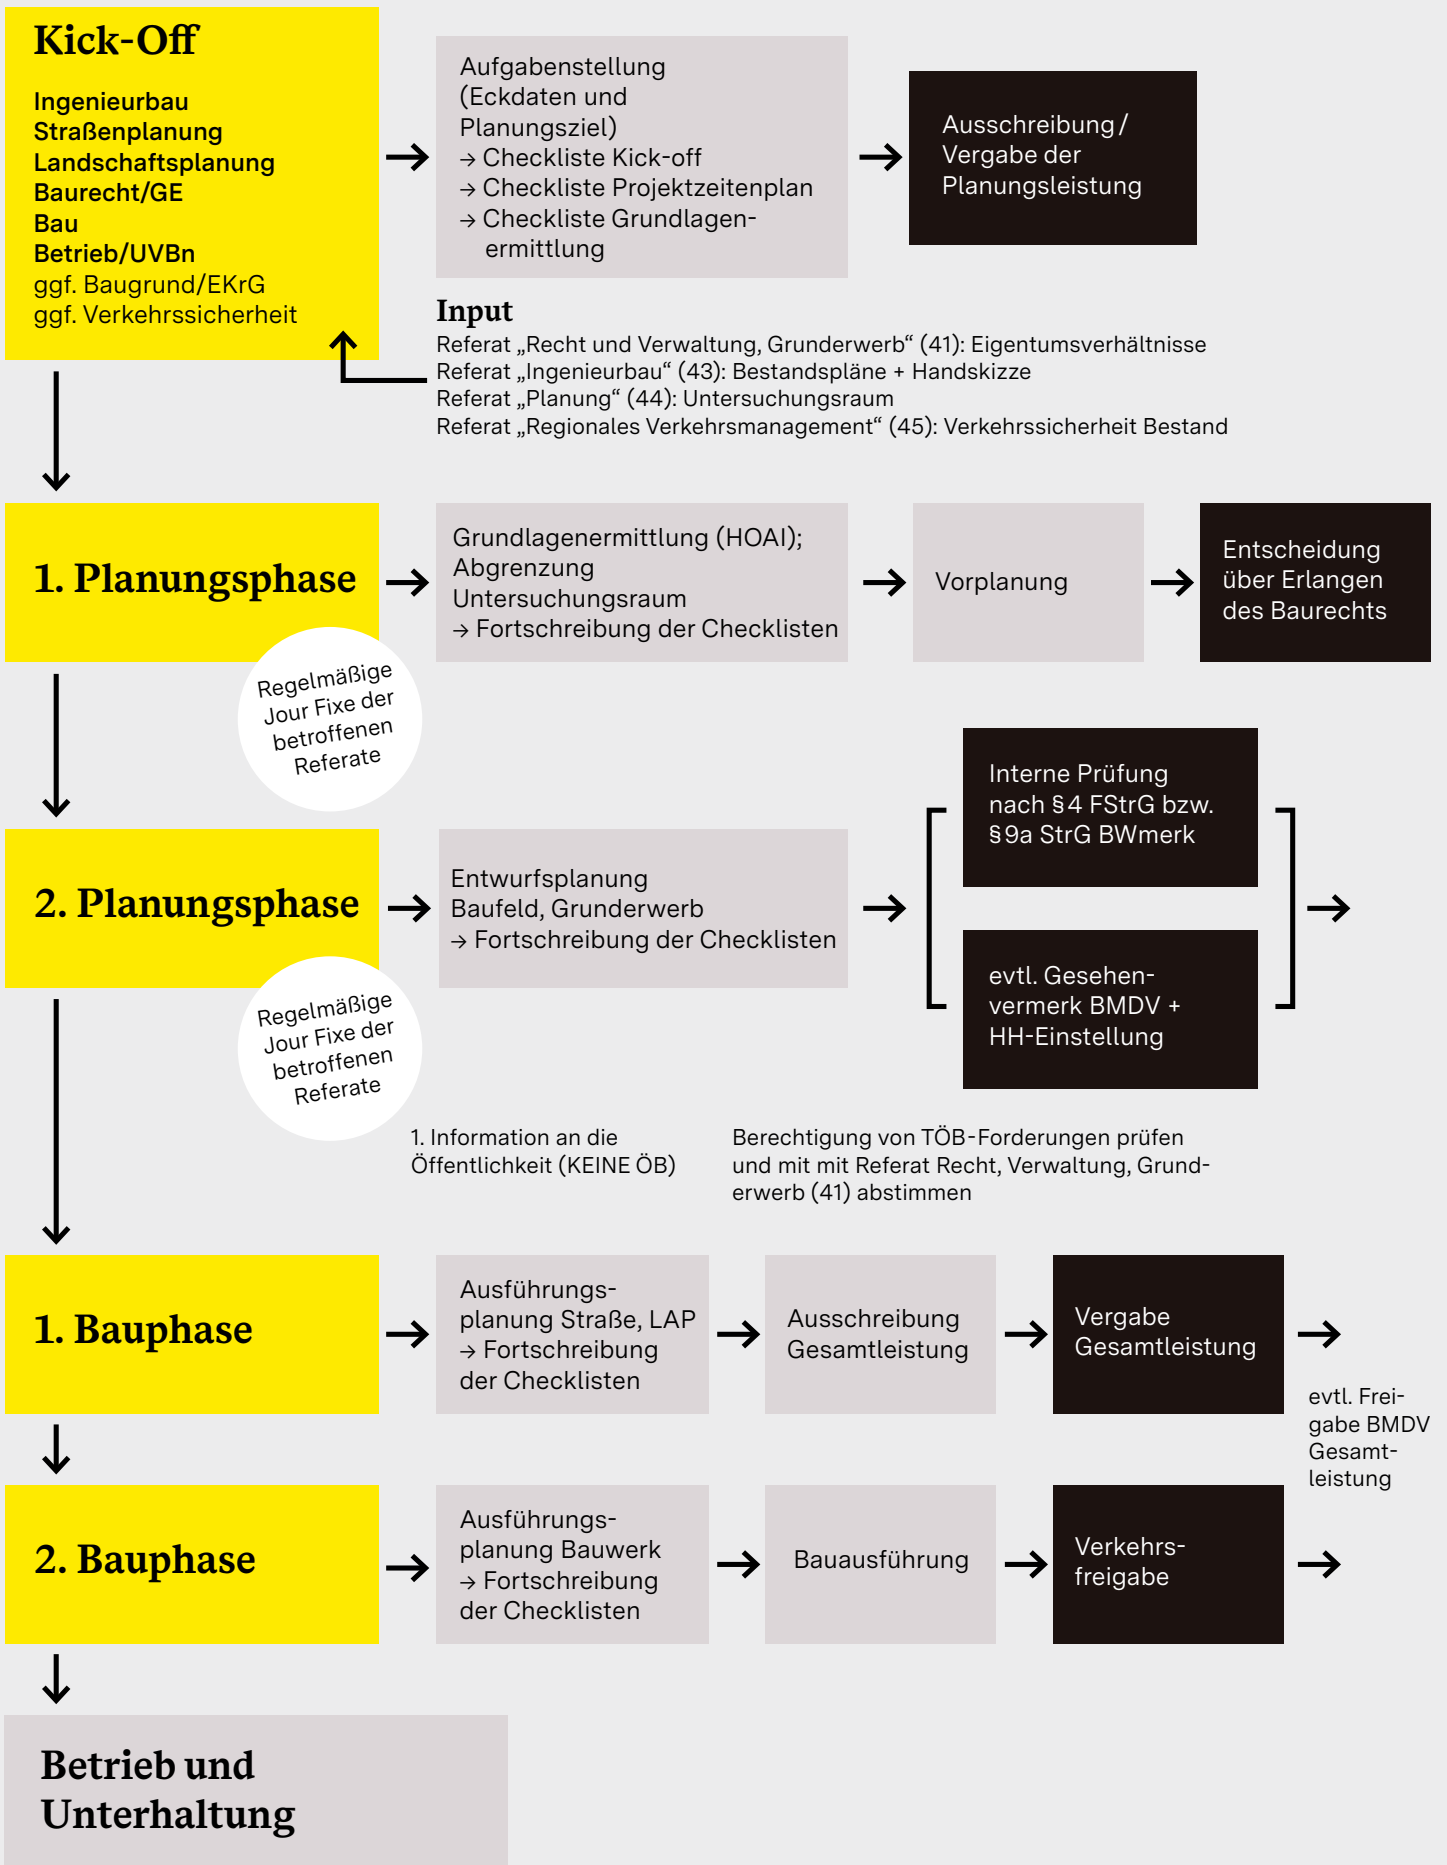 Kick-Off
Ingenieurbau
Straßenplanung
Landschaftsplanung
Baurecht/GE
Bau
Betrieb/UVBn
ggf. Baugrund/EKrG
ggf. Verkehrssicherheit
Aufgabenstellung
(Eckdaten und
Planungsziel)
→ Checkliste Kick-off
→ Checkliste Projektzeitenplan
→ Checkliste Grundlagen-
ermittlung
Ausschreibung/
Vergabe der
Planungsleistung
Input
Referat „Recht und Verwaltung, Grunderwerb“ (41): Eigentumsverhältnisse
Referat „Ingenieurbau“ (43): Bestandspläne + Handskizze
Referat „Planung“ (44): Untersuchungsraum
Referat „Regionales Verkehrsmanagement“ (45): Verkehrssicherheit Bestand
1. Planungsphase
Regelmäßige
Jour Fixe der
betroffenen
Referate
Grundlagenermittlung (HOAI);
Abgrenzung
Untersuchungsraum
→ Fortschreibung der Checklisten
Vorplanung
Entscheidung
über Erlangen
des Baurechts
2. Planungsphase
Regelmäßige
Jour Fixe der
betroffenen
Referate
Entwurfsplanung
Baufeld, Grunderwerb
→ Fortschreibung der Checklisten
Interne Prüfung
nach §4 FStrG bzw.
§9a StrG BWmerk
evtl. Gesehen-
vermerk BMDV +
HH-Einstellung
1. Information an die
Öffentlichkeit (KEINE ÖB)
Berechtigung von TÖB-Forderungen prüfen
und mit mit Referat Recht, Verwaltung, Grund-
erwerb (41) abstimmen
1. Bauphase
Ausführungs-
planung Straße, LAP
→ Fortschreibung
der Checklisten
Ausschreibung
Gesamtleistung
Vergabe
Gesamtleistung
evtl. Frei-
gabe BMDV
Gesamt-
leistung
2. Bauphase
Ausführungs-
planung Bauwerk
→ Fortschreibung
der Checklisten
Bauausführung
Verkehrs-
freigabe
Betrieb und
Unterhaltung